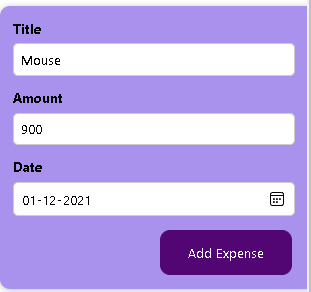 Title
Mouse
Amount
900
Date
01-12-2021
Add Expense